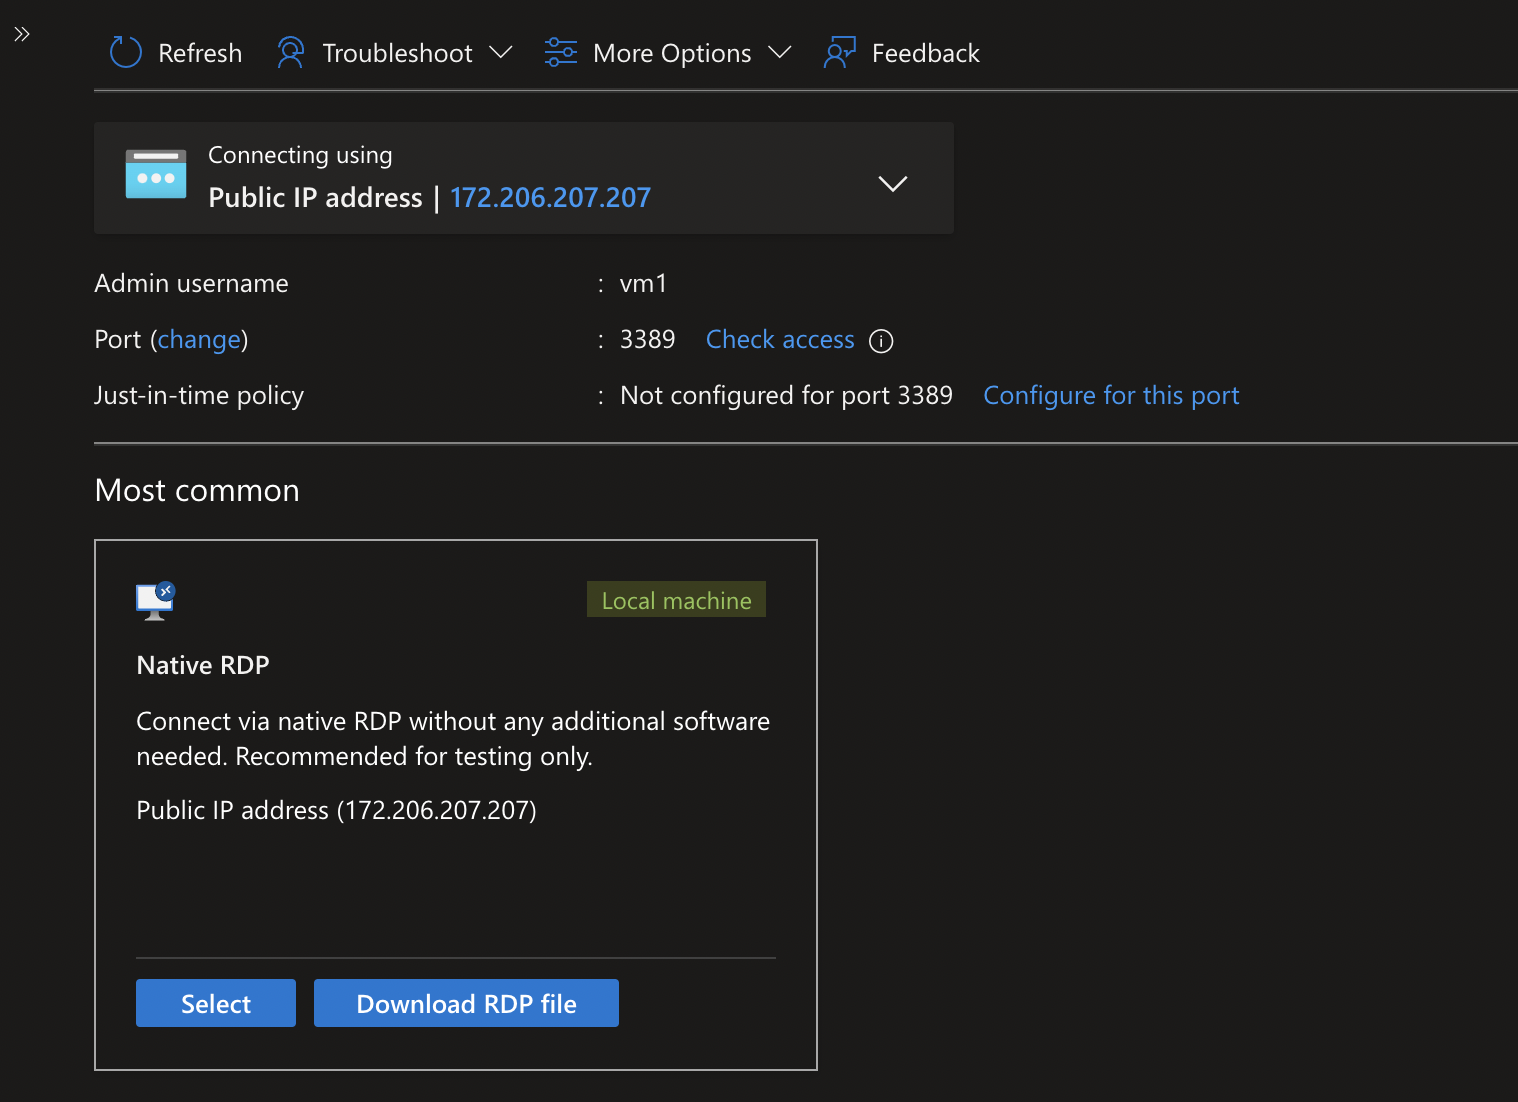 Refresh Troubleshoot More Options Feedback
Connecting using
Public IP address | 172.206.207.207
Admin username : vm1
Port (change) : 3389 Check access
Just-in-time policy : Not configured for port 3389 Configure for this port
Most common
Local machine
Native RDP
Connect via native RDP without any additional software
needed. Recommended for testing only.
Public IP address (172.206.207.207)
Select Download RDP file